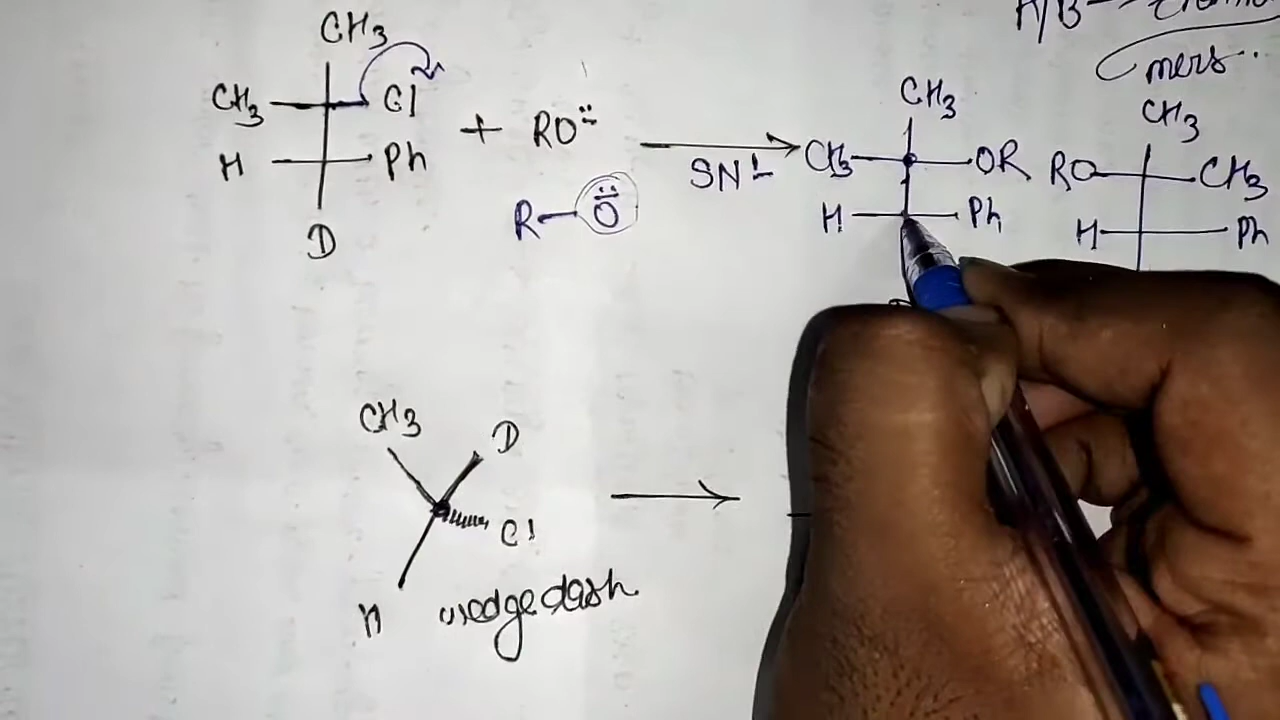 A/B →
mers..
CH3
CH3 Cl
H Ph
D
+ RO:
R—O
SN1
CH3
CH3 OR
H Ph
CH3
RO CH3
H Ph
CH3 D
Cl
H
wedge dash